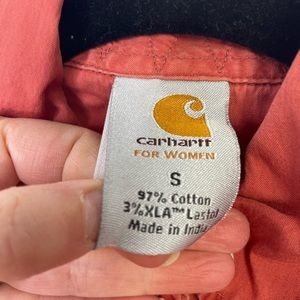 carhartt
FOR WOMEN
S
97% Cotton
3%XLA™ Lastol
Made in India